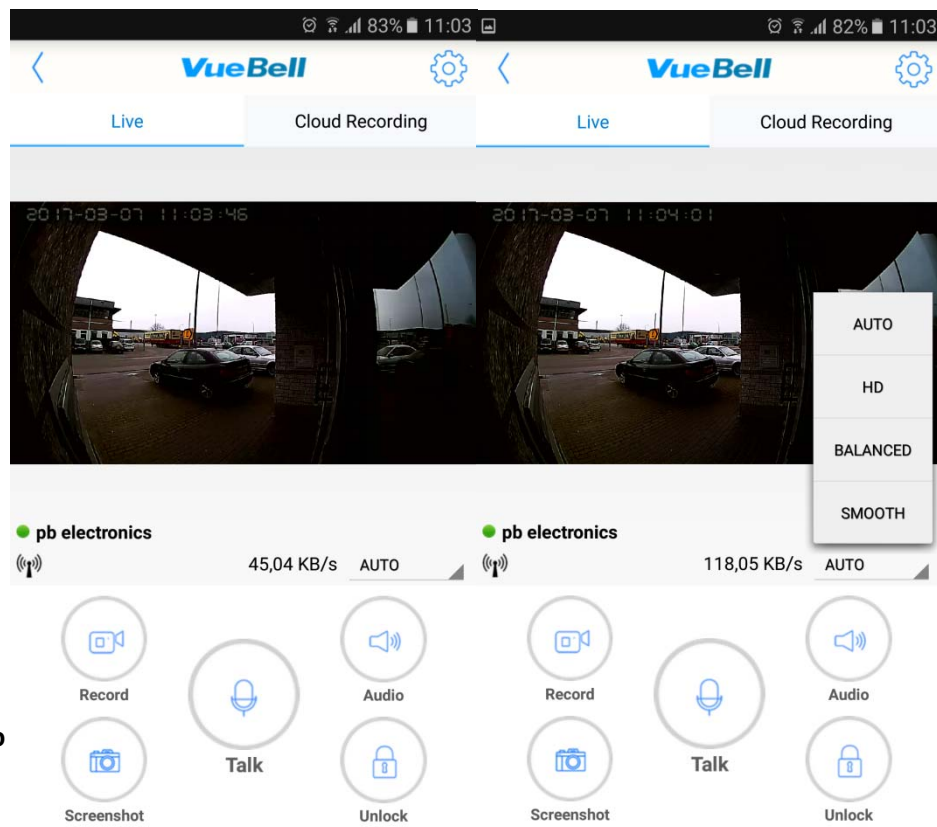 83% 11:03
VueBell
Live Cloud Recording
2017-03-07 11:03:46
pb electronics
45,04 KB/s AUTO
Record
Audio
Talk
Screenshot
Unlock
82% 11:03
VueBell
Live Cloud Recording
2017-03-07 11:04:01
AUTO
HD
BALANCED
SMOOTH
pb electronics
118,05 KB/s AUTO
Record
Audio
Talk
Screenshot
Unlock